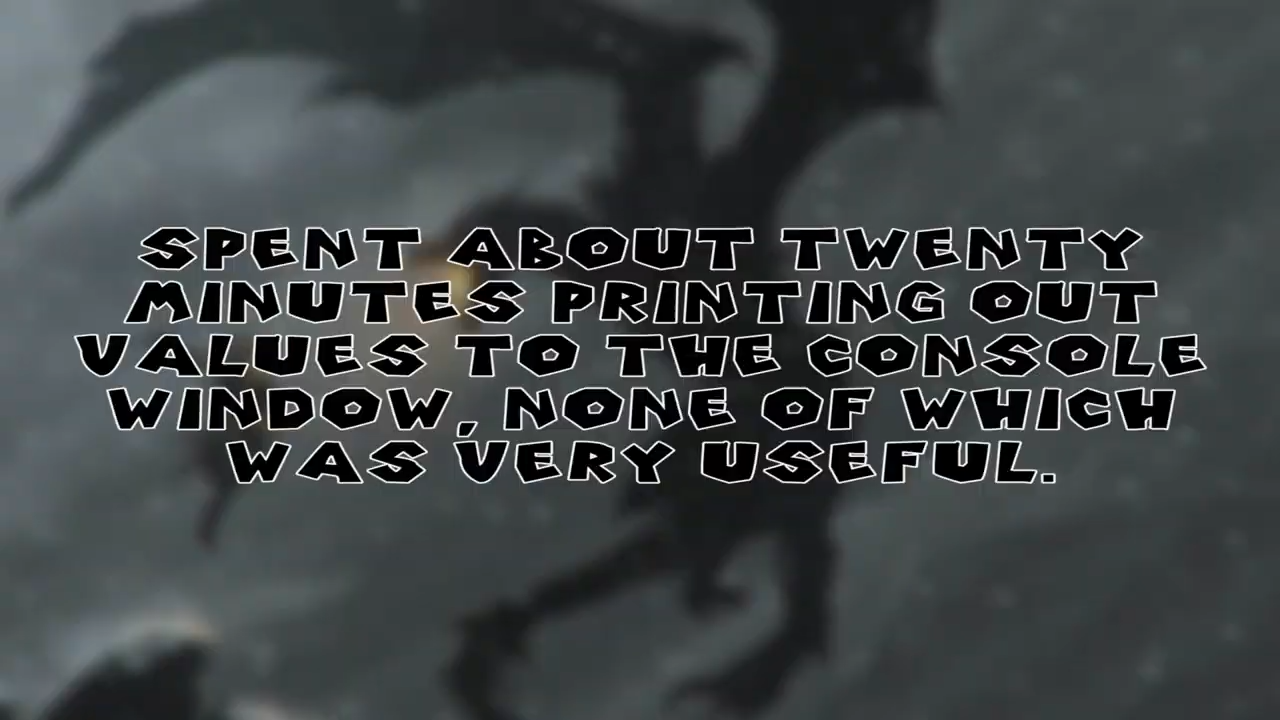 SPENT ABOUT TWENTY
MINUTES PRINTING OUT
VALUES TO THE CONSOLE
WINDOW, NONE OF WHICH
WAS VERY USEFUL.